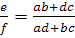 e/f = ab+dc/ad+bc